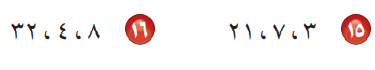 ١٥ ٣ ، ٧ ، ٢١ ١٦ ٨ ، ٤ ، ٣٢